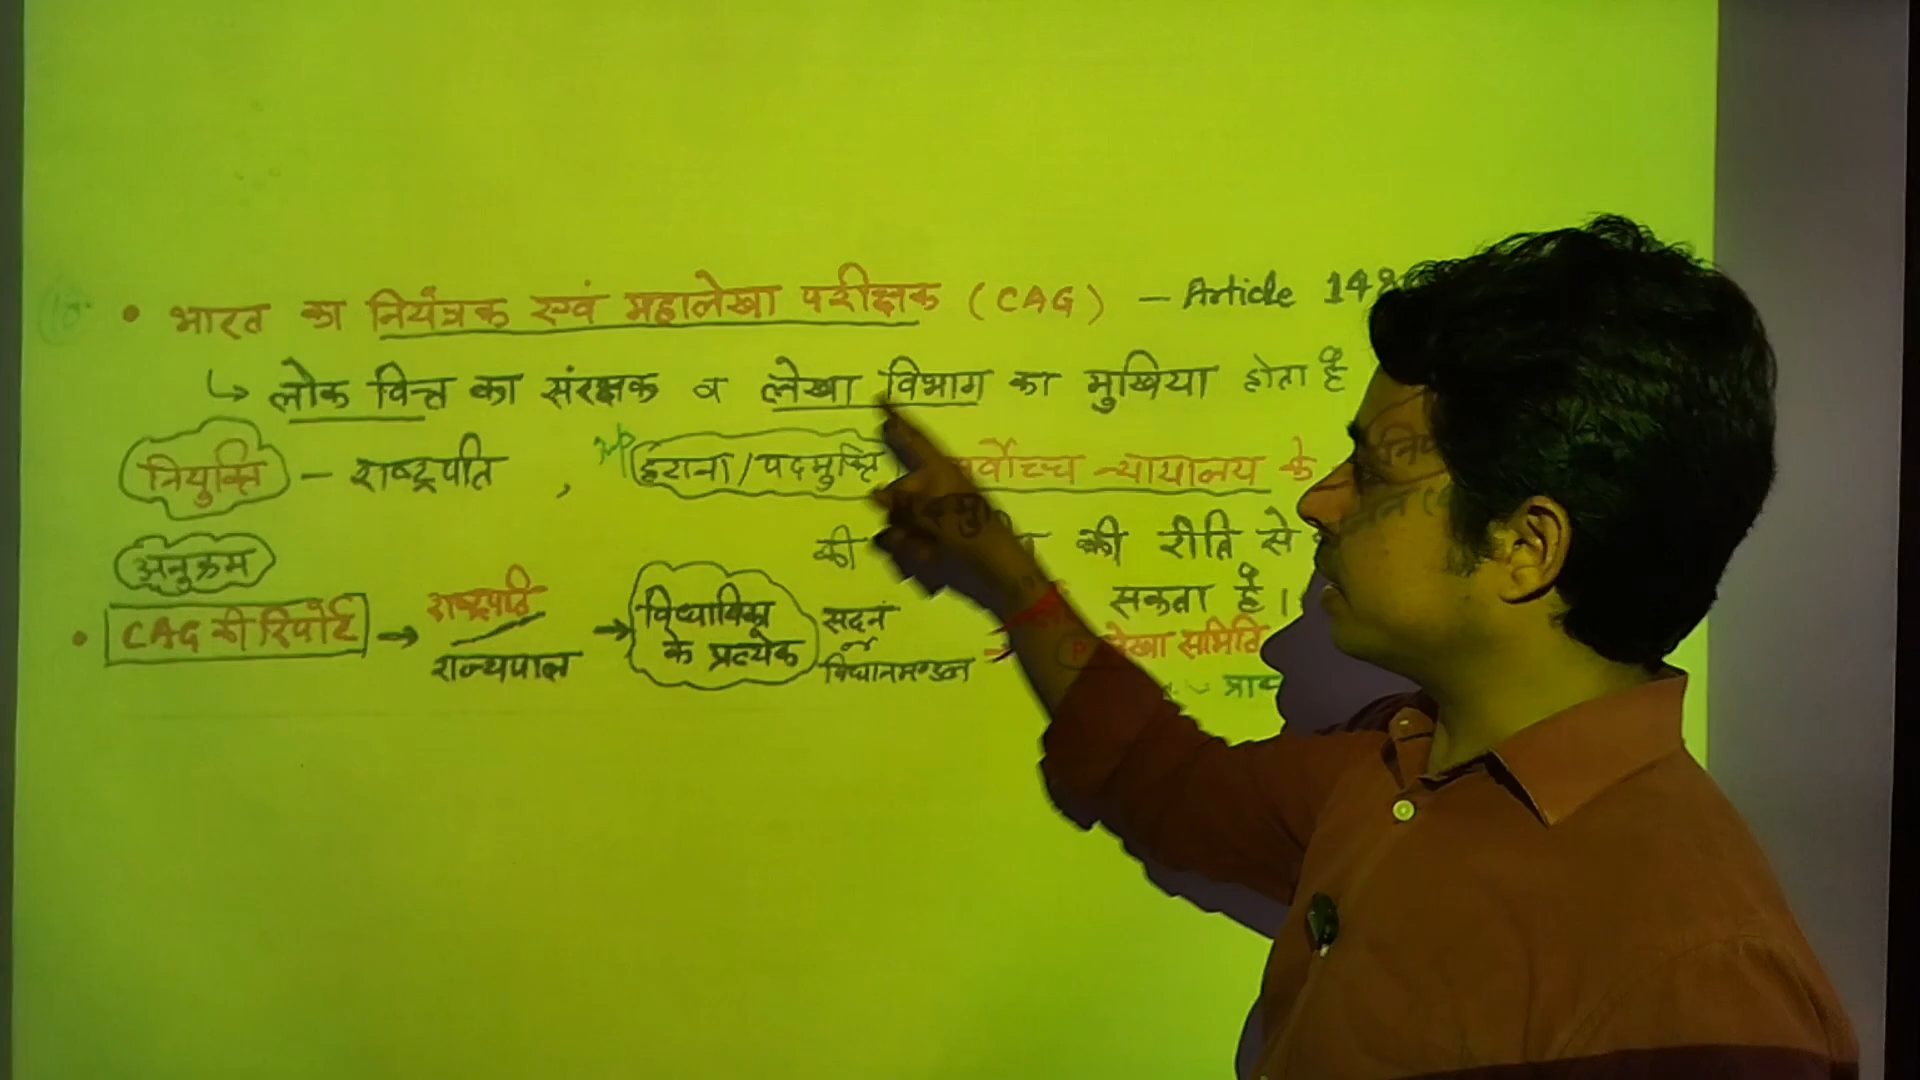 • भारत का नियंत्रक एवं महालेखा परीक्षक (CAG) – Article 148
↳ लोक वित्त का संरक्षक व लेखा विभाग का मुखिया होता है
नियुक्ति – राष्ट्रपति , हटाना/पदमुक्ति सर्वोच्च न्यायालय के
की की रीति से
अनुक्रम सकता है।
• CAG की रिपोर्ट → राष्ट्रपति
राज्यपाल → विधायिका के प्रत्येक सदन
विधानमण्डल → लेखा समिति